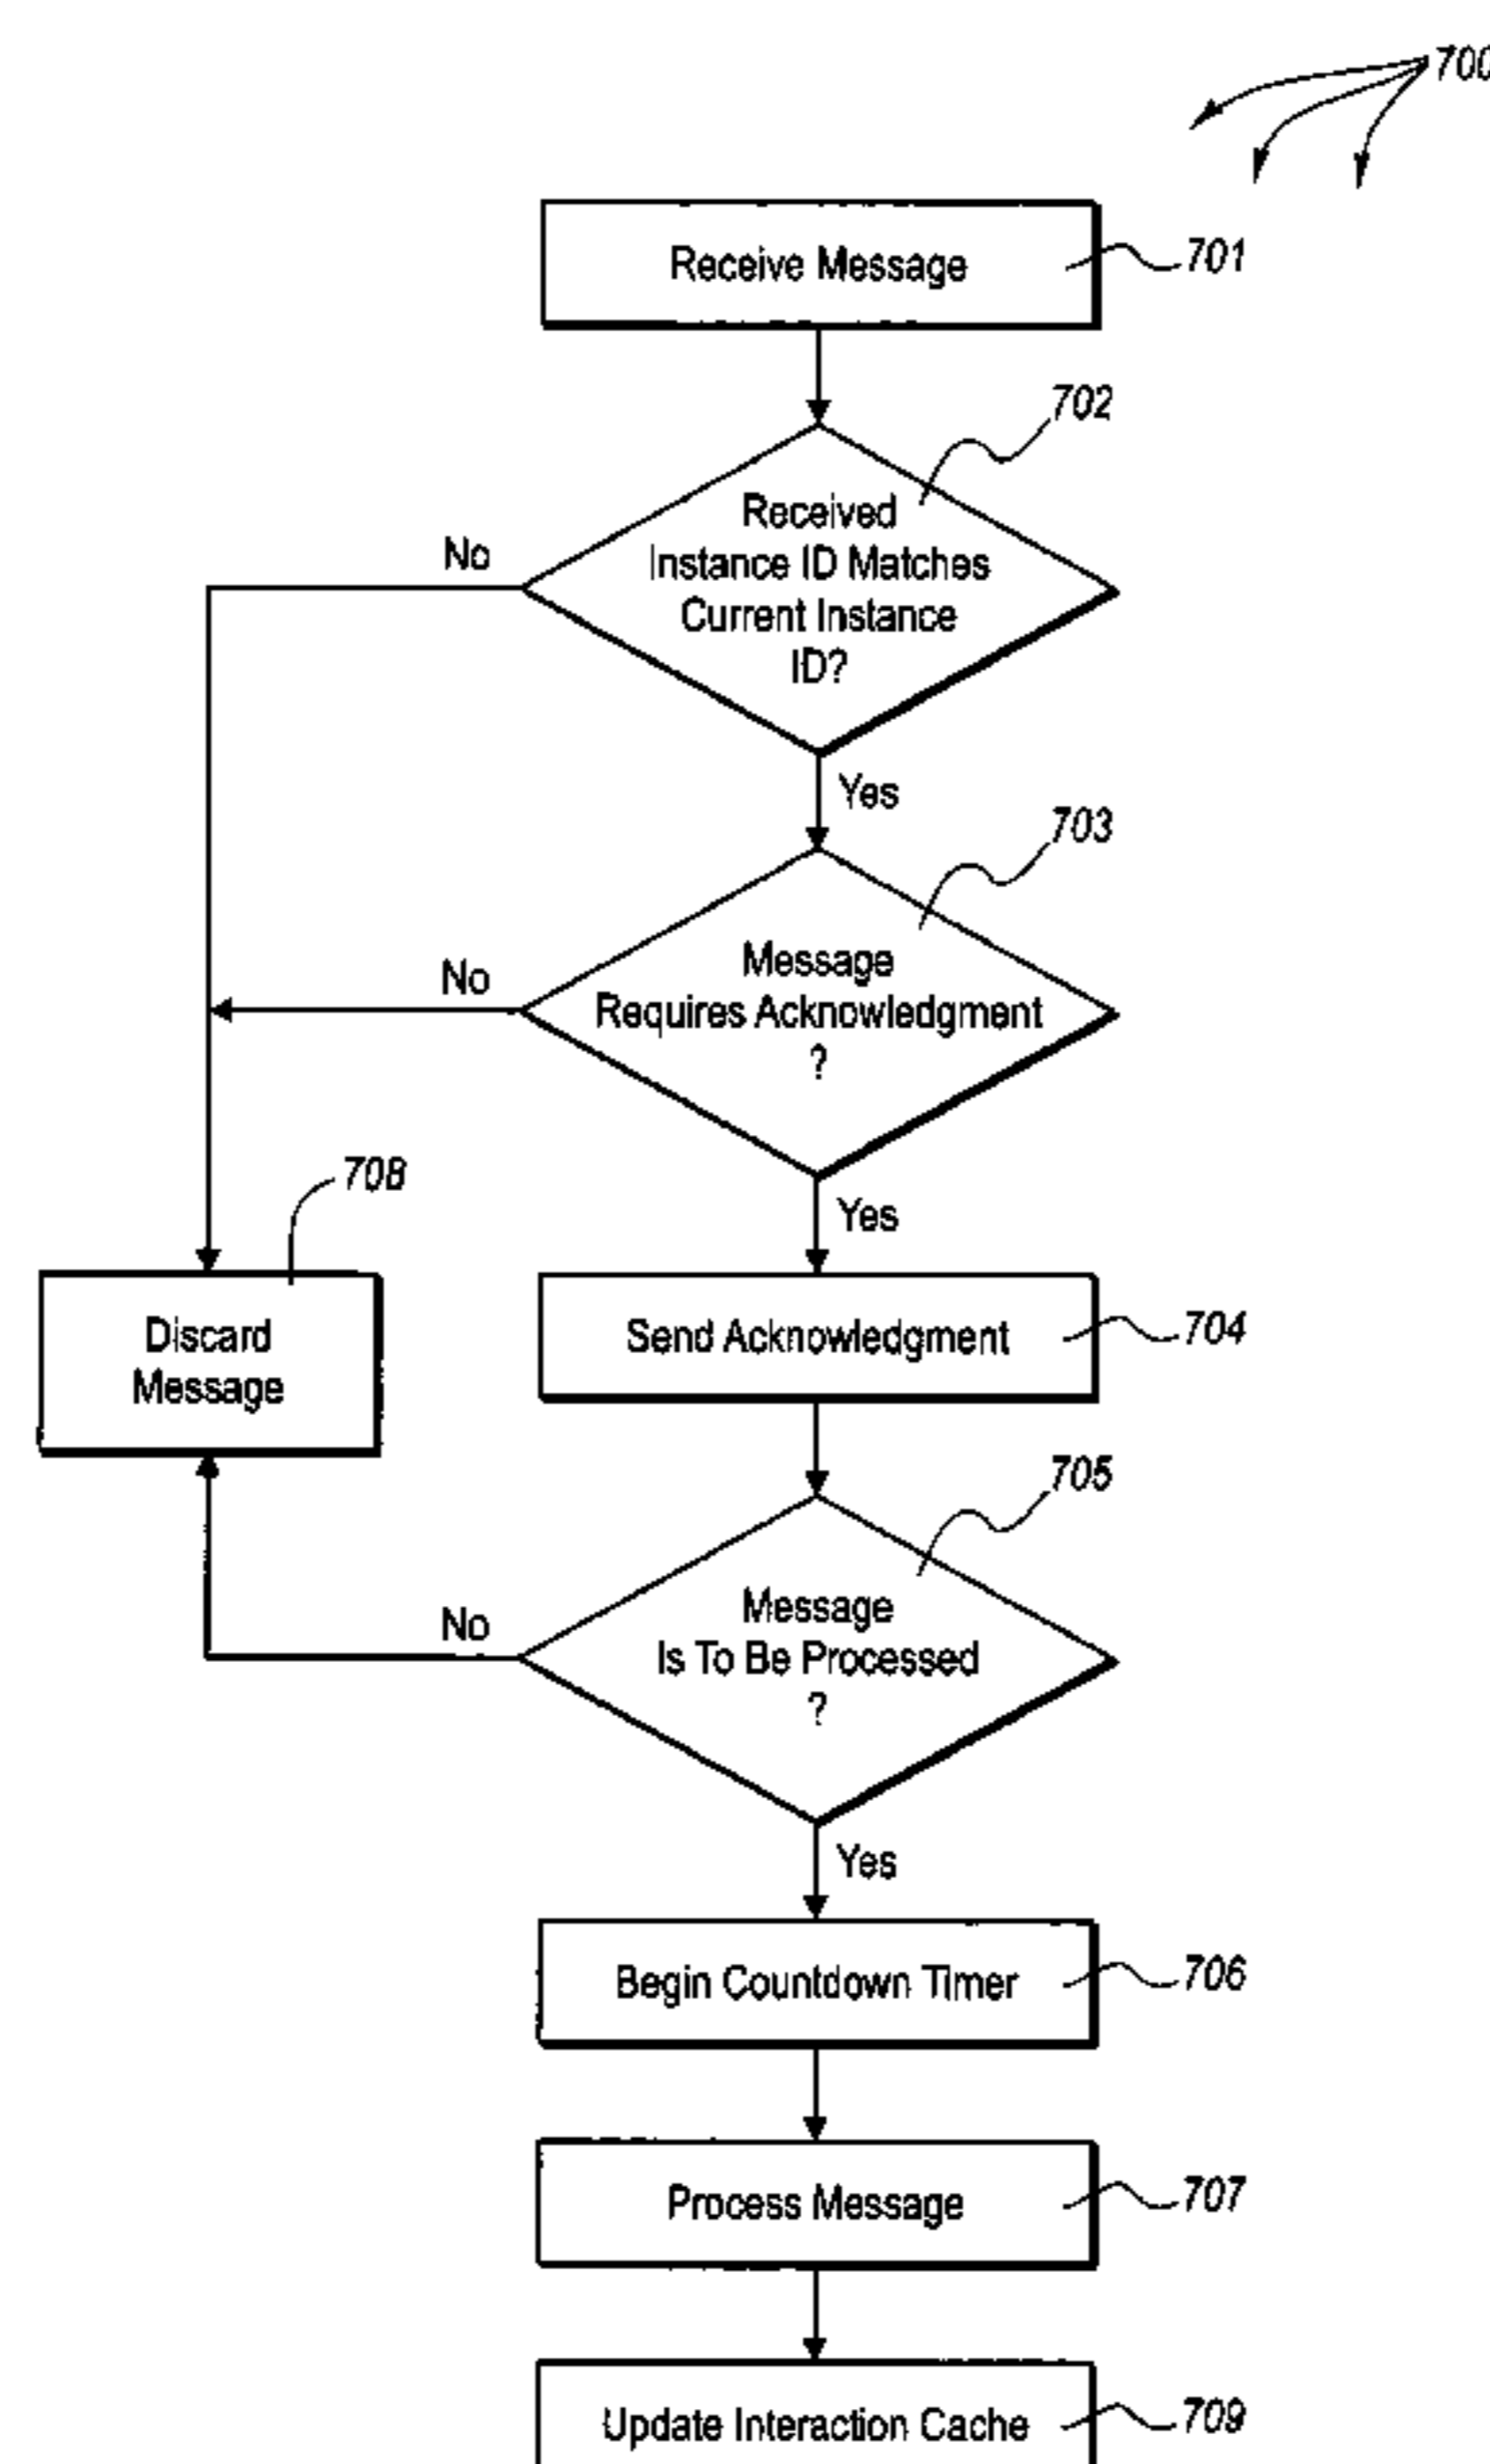 700
Receive Message
701
702
Received
Instance ID Matches
Current Instance
ID?
No
Yes
703
Message
Requires Acknowledgment
?
No
Yes
708
Discard
Message
Send Acknowledgment
704
705
Message
Is To Be Processed
?
No
Yes
Begin Countdown Timer
706
Process Message
707
Update Interaction Cache
709